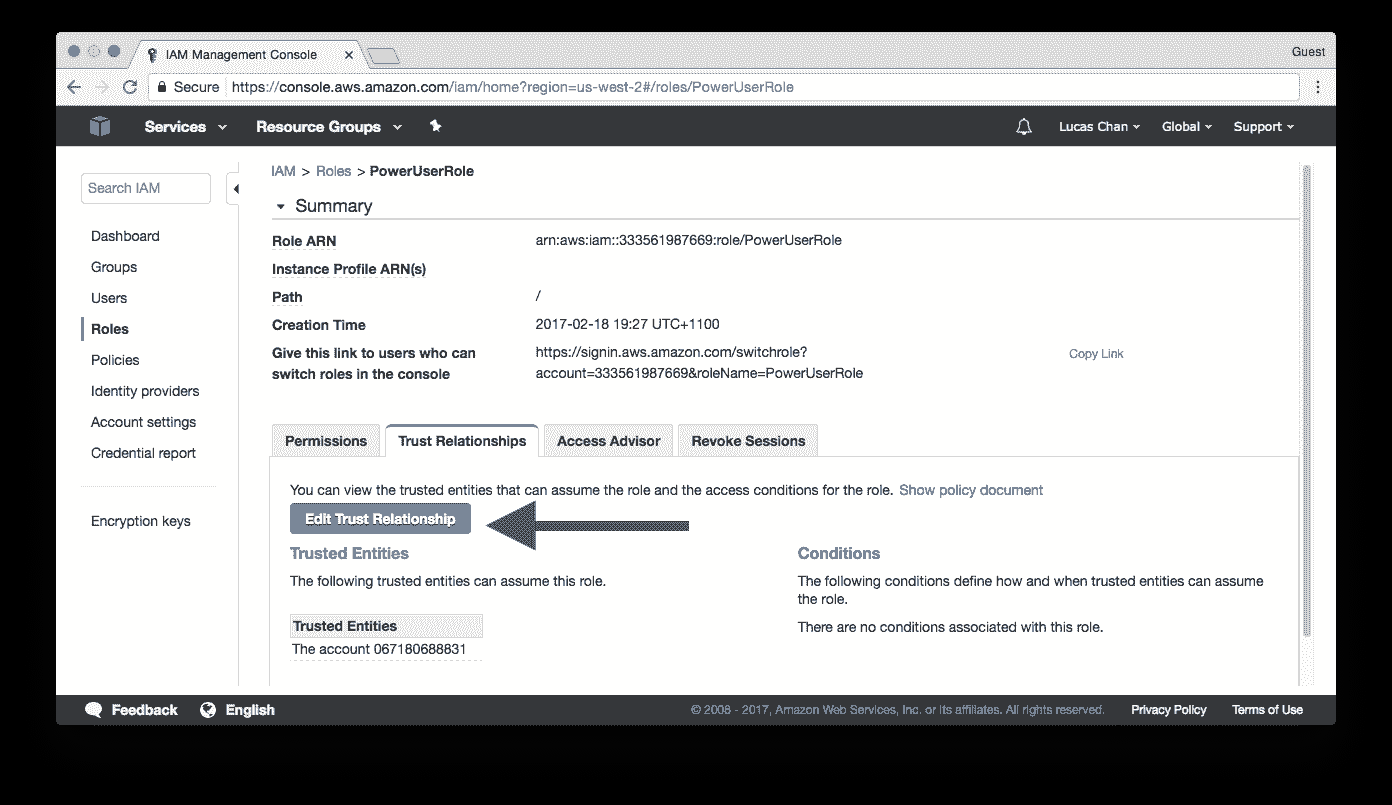 IAM Management Console
Guest
Secure https://console.aws.amazon.com/iam/home?region=us-west-2#/roles/PowerUserRole
Services Resource Groups Lucas Chan Global Support
Search IAM
Dashboard
Groups
Users
Roles
Policies
Identity providers
Account settings
Credential report
Encryption keys
IAM > Roles > PowerUserRole
Summary
Role ARN arn:aws:iam::333561987669:role/PowerUserRole
Instance Profile ARN(s)
Path /
Creation Time 2017-02-18 19:27 UTC+1100
Give this link to users who can https://signin.aws.amazon.com/switchrole? Copy Link
switch roles in the console account=333561987669&roleName=PowerUserRole
Permissions Trust Relationships Access Advisor Revoke Sessions
You can view the trusted entities that can assume the role and the access conditions for the role. Show policy document
Edit Trust Relationship
Trusted Entities
The following trusted entities can assume this role.
Trusted Entities
The account 067180688831
Conditions
The following conditions define how and when trusted entities can assume
the role.
There are no conditions associated with this role.
Feedback English © 2008 - 2017, Amazon Web Services, Inc. or its affiliates. All rights reserved. Privacy Policy Terms of Use